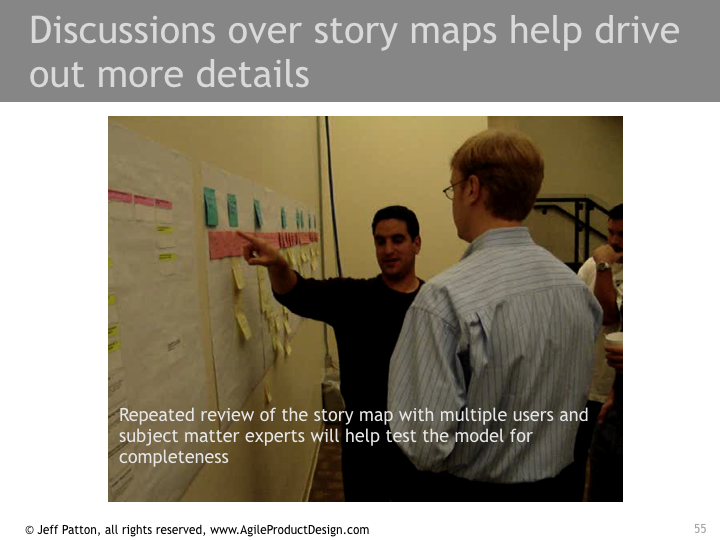 Discussions over story maps help drive
out more details
Repeated review of the story map with multiple users and
subject matter experts will help test the model for
completeness
© Jeff Patton, all rights reserved, www.AgileProductDesign.com
55